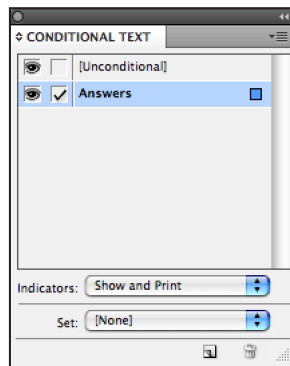 CONDITIONAL TEXT
[Unconditional]
Answers
Indicators: Show and Print
Set: [None]